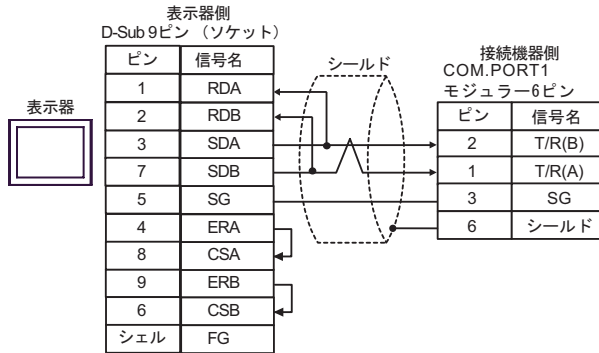 表示器側
D-Sub 9ピン （ソケット）
ピン 信号名
1 RDA
2 RDB
3 SDA
7 SDB
5 SG
4 ERA
8 CSA
9 ERB
6 CSB
シェル FG
表示器
シールド
接続機器側
COM.PORT1
モジュラー6ピン
ピン 信号名
2 T/R(B)
1 T/R(A)
3 SG
6 シールド